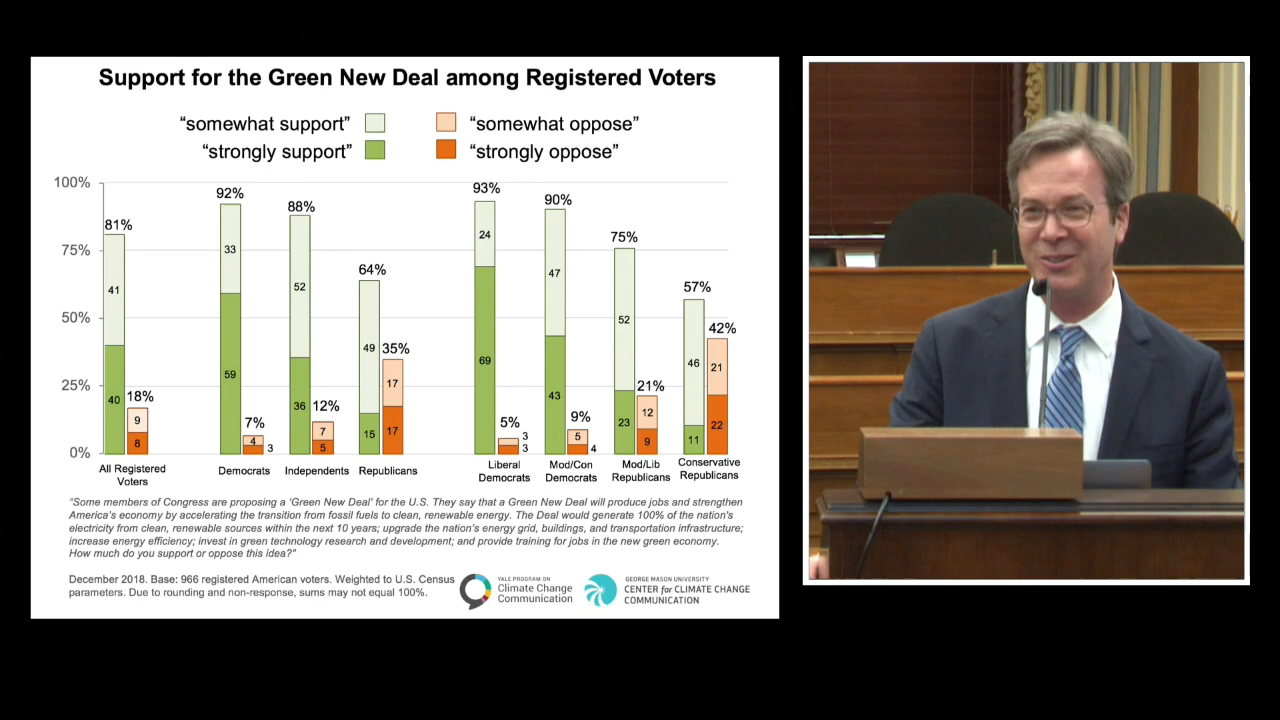 Support for the Green New Deal among Registered Voters
“somewhat support”
“somewhat oppose”
“strongly support”
“strongly oppose”
100%
75%
50%
25%
0%
81%
41
40
18%
9
8
All Registered
Voters
92%
33
59
7%
4
3
Democrats
88%
52
36
12%
7
5
Independents
64%
49
15
35%
17
17
Republicans
93%
24
69
5%
3
3
Liberal
Democrats
90%
47
43
9%
5
4
Mod/Con
Democrats
75%
52
23
21%
12
9
Mod/Lib
Republicans
57%
46
11
42%
21
22
Conservative
Republicans
“Some members of Congress are proposing a ‘Green New Deal’ for the U.S. They say that a Green New Deal will produce jobs and strengthen
America’s economy by accelerating the transition from fossil fuels to clean, renewable energy. The Deal would generate 100% of the nation’s
electricity from clean, renewable sources within the next 10 years; upgrade the nation’s energy grid, buildings, and transportation infrastructure;
increase energy efficiency; invest in green technology research and development; and provide training for jobs in the new green economy.
How much do you support or oppose this idea?”
December 2018. Base: 966 registered American voters. Weighted to U.S. Census
parameters. Due to rounding and non-response, sums may not equal 100%.
YALE PROGRAM ON
Climate Change
Communication
GEORGE MASON UNIVERSITY
CENTER for CLIMATE CHANGE
COMMUNICATION